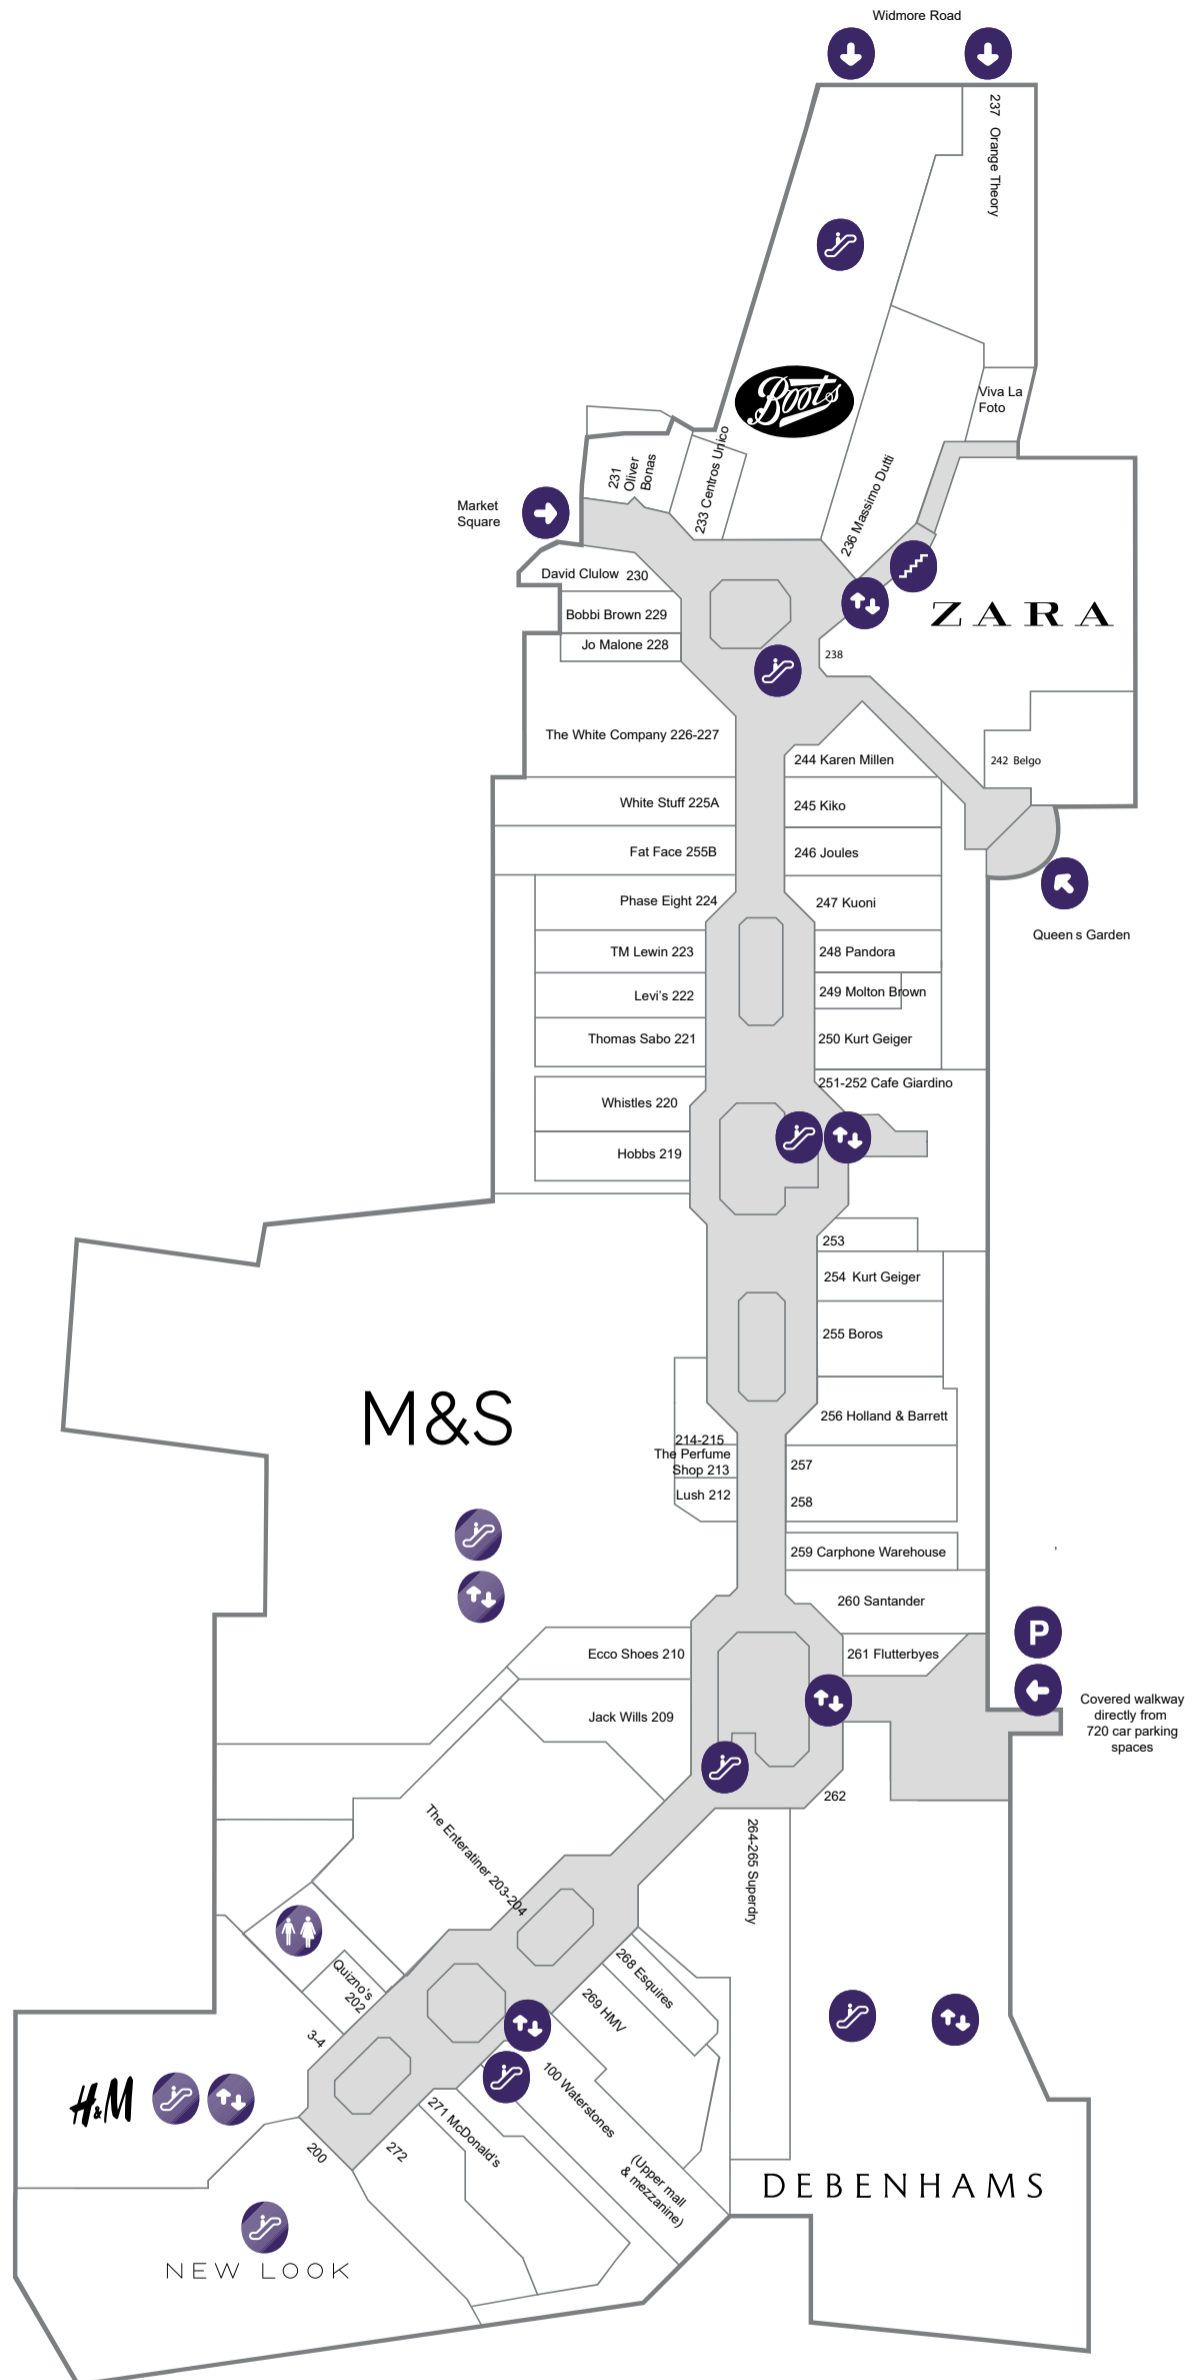 Widmore Road
237 Orange Theory
Boots
Viva La
Foto
231
Oliver
Bonas
233 Centros Unico
236 Massimo Dutti
Market
Square
David Clulow 230
Bobbi Brown 229
Jo Malone 228
ZARA
238
The White Company 226-227
244 Karen Millen
242 Belgo
White Stuff 225A
245 Kiko
Fat Face 255B
246 Joules
Phase Eight 224
247 Kuoni
Queen s Garden
TM Lewin 223
248 Pandora
Levi's 222
249 Molton Brown
Thomas Sabo 221
250 Kurt Geiger
251-252 Cafe Giardino
Whistles 220
Hobbs 219
253
254 Kurt Geiger
255 Boros
M&S
256 Holland & Barrett
214-215
The Perfume
Shop 213
257
Lush 212
258
259 Carphone Warehouse
260 Santander
P
Ecco Shoes 210
261 Flutterbyes
Jack Wills 209
Covered walkway
directly from
720 car parking
spaces
262
The Enteratiner 203-204
264-265 Superdry
268 Esquires
269 HMV
Quizno's
202
3-4
H&M
100 Waterstones
(Upper mall
& mezzanine)
271 McDonald's
272
200
DEBENHAMS
NEW LOOK